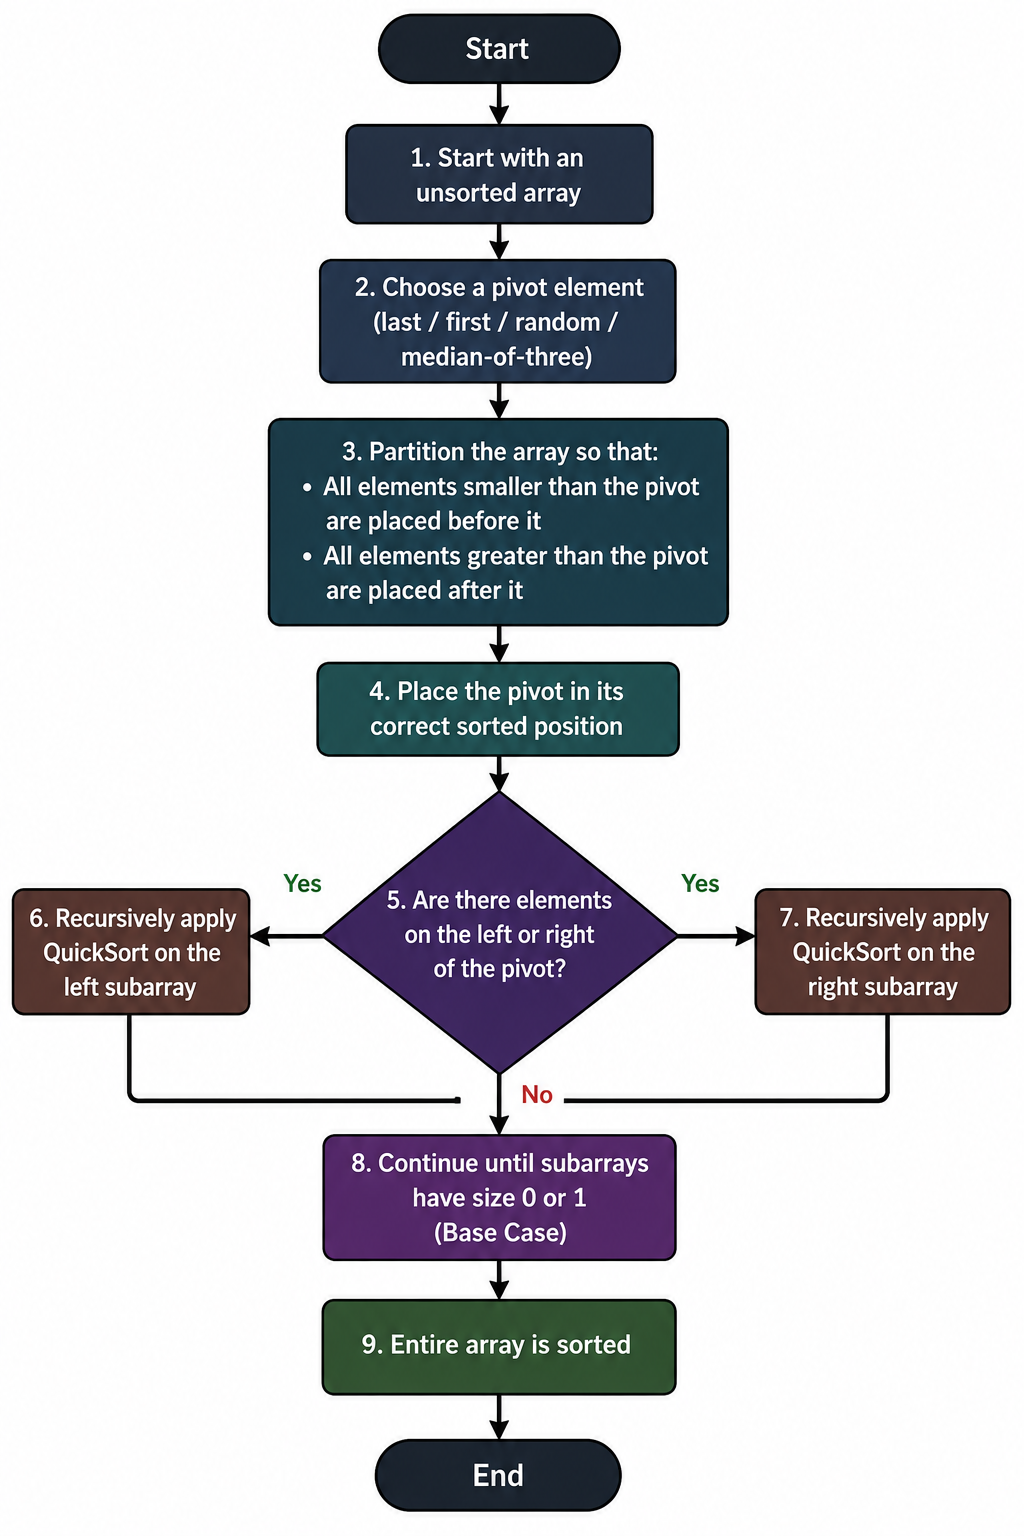 Start
1. Start with an
unsorted array
2. Choose a pivot element
(last / first / random /
median-of-three)
3. Partition the array so that:
• All elements smaller than the pivot
are placed before it
• All elements greater than the pivot
are placed after it
4. Place the pivot in its
correct sorted position
5. Are there elements
on the left or right
of the pivot?
Yes
6. Recursively apply
QuickSort on the
left subarray
Yes
7. Recursively apply
QuickSort on the
right subarray
No
8. Continue until subarrays
have size 0 or 1
(Base Case)
9. Entire array is sorted
End